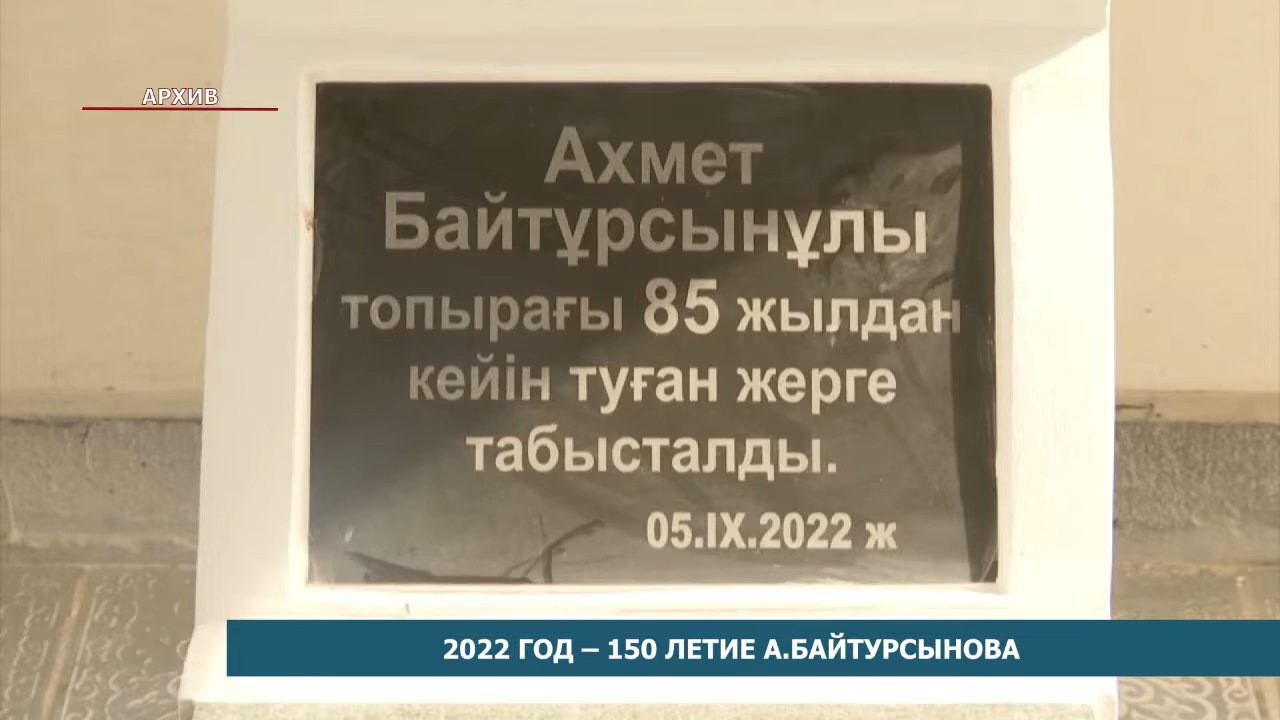 АРХИВ
Ахмет
Байтұрсынұлы
топырағы 85 жылдан
кейін туған жерге
табысталды.
05.IX.2022 ж
2022 ГОД – 150 ЛЕТИЕ А.БАЙТУРСЫНОВА